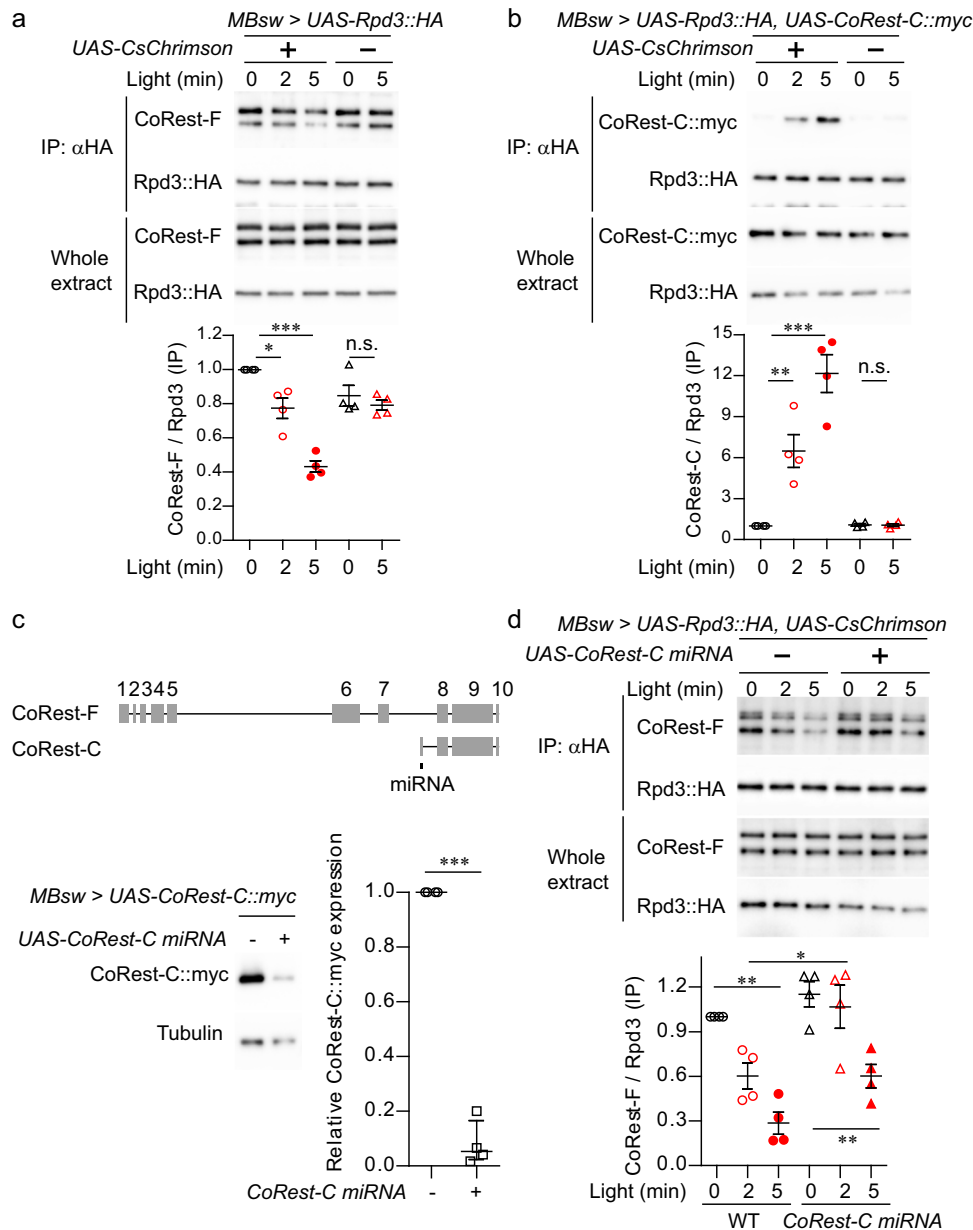 a
MBsw > UAS-Rpd3::HA
UAS-CsChrimson + −
Light (min) 0 2 5 0 5
IP: αHA
CoRest-F
Rpd3::HA
Whole extract
CoRest-F
Rpd3::HA
CoRest-F / Rpd3 (IP)
1.2
1.0
0.8
0.6
0.4
0.2
0.0
*
***
n.s.
Light (min) 0 2 5 0 5
b
MBsw > UAS-Rpd3::HA, UAS-CoRest-C::myc
UAS-CsChrimson + −
Light (min) 0 2 5 0 5
IP: αHA
CoRest-C::myc
Rpd3::HA
Whole extract
CoRest-C::myc
Rpd3::HA
CoRest-C / Rpd3 (IP)
15
12
9
6
3
0
***
**
n.s.
Light (min) 0 2 5 0 5
c
1 2 3 4 5 6 7 8 9 10
CoRest-F
CoRest-C
miRNA
MBsw > UAS-CoRest-C::myc
UAS-CoRest-C miRNA - +
CoRest-C::myc
Tubulin
Relative CoRest-C::myc expression
1.0
0.8
0.6
0.4
0.2
0.0
***
CoRest-C miRNA - +
d
MBsw > UAS-Rpd3::HA, UAS-CsChrimson
UAS-CoRest-C miRNA − +
Light (min) 0 2 5 0 2 5
IP: αHA
CoRest-F
Rpd3::HA
Whole extract
CoRest-F
Rpd3::HA
CoRest-F / Rpd3 (IP)
1.2
0.9
0.6
0.3
0.0
*
**
**
Light (min) 0 2 5 0 2 5
WT CoRest-C miRNA